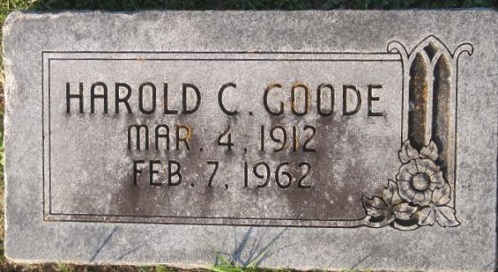 HAROLD C. GOODE
MAR. 4, 1912
FEB. 7, 1962